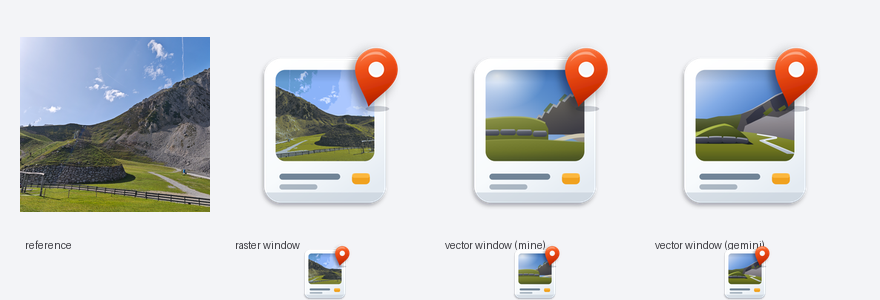 reference
raster window
vector window (mine)
vector window (gemini)